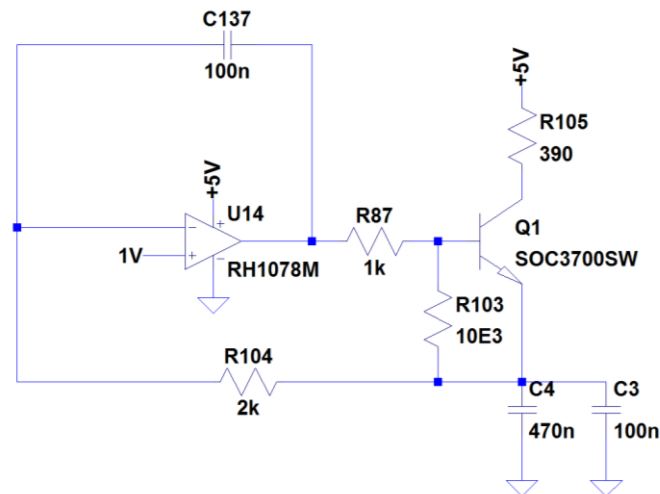 C137
100n
+5V
R105
390
+5V
U14
R87
Q1
1V
RH1078M
1k
SOC3700SW
R103
10E3
R104
2k
C4
C3
470n
100n